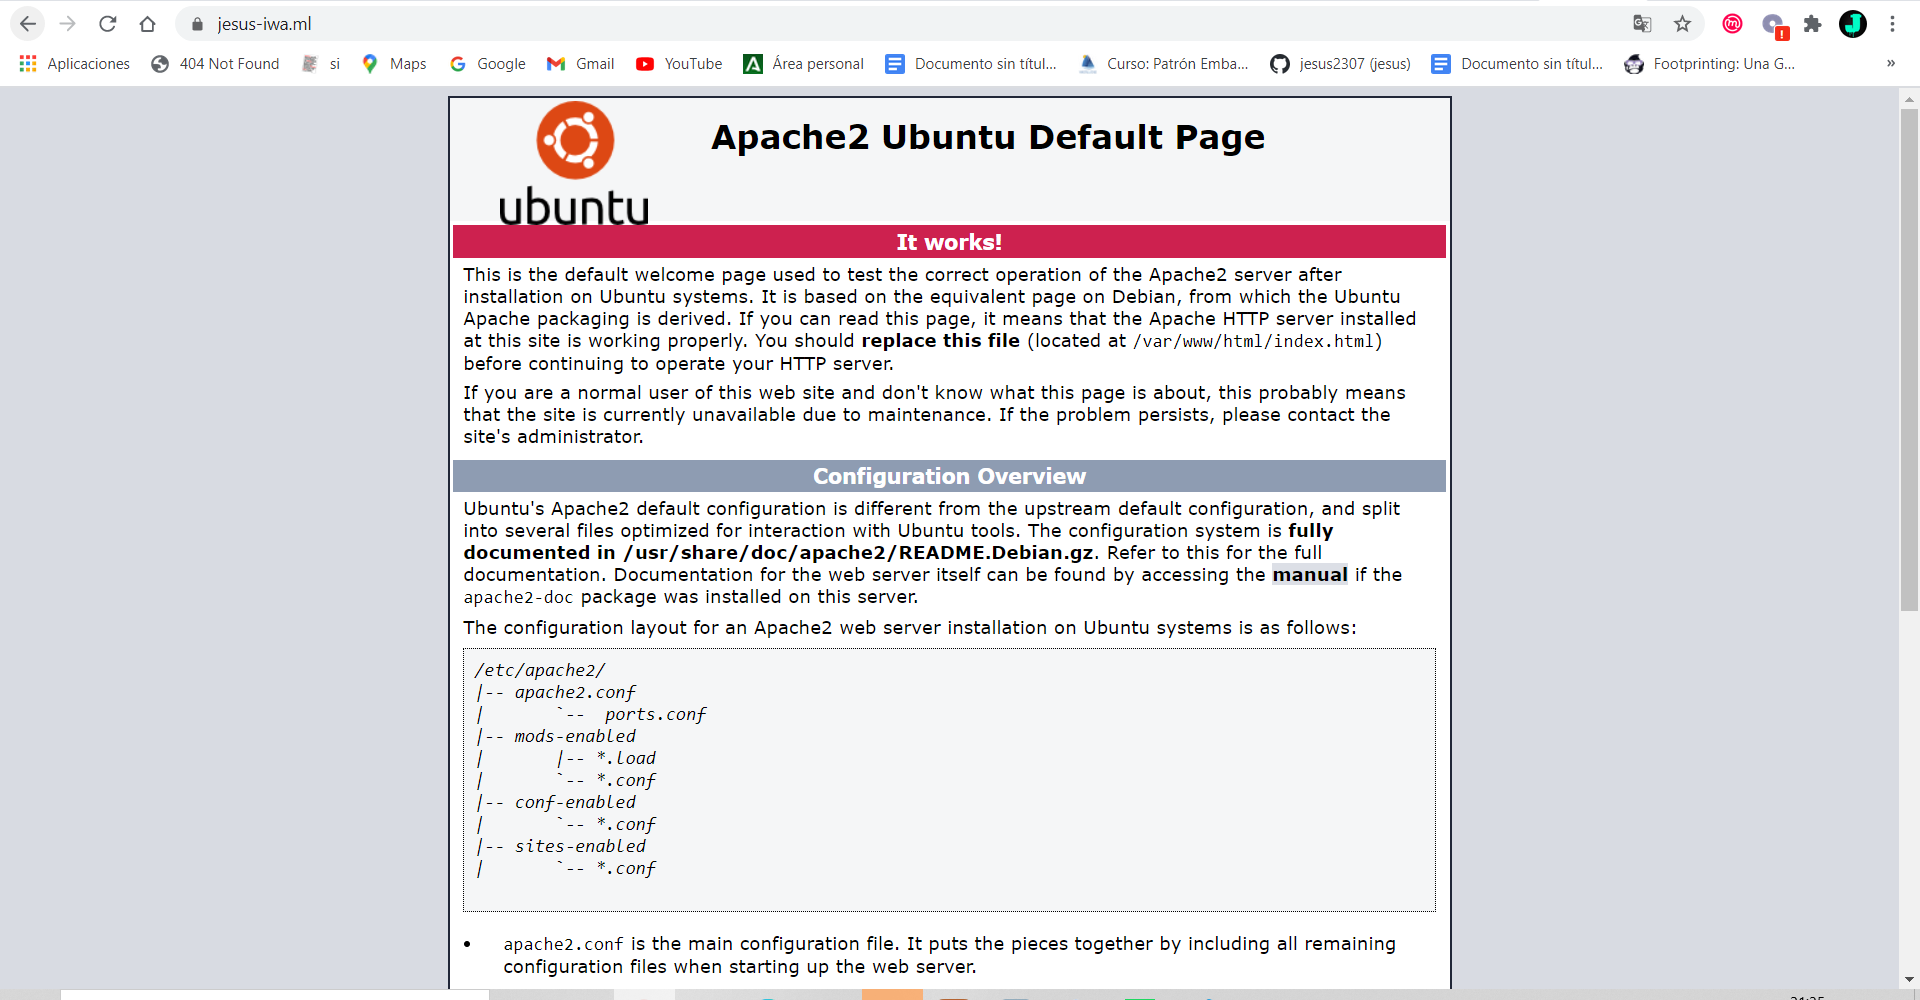 jesus-iwa.ml
Aplicaciones 404 Not Found si Maps Google Gmail YouTube Área personal Documento sin títul... Curso: Patrón Emba... jesus2307 (jesus) Documento sin títul... Footprinting: Una G... »
ubuntu
Apache2 Ubuntu Default Page
It works!
This is the default welcome page used to test the correct operation of the Apache2 server after
installation on Ubuntu systems. It is based on the equivalent page on Debian, from which the Ubuntu
Apache packaging is derived. If you can read this page, it means that the Apache HTTP server installed
at this site is working properly. You should replace this file (located at /var/www/html/index.html)
before continuing to operate your HTTP server.
If you are a normal user of this web site and don't know what this page is about, this probably means
that the site is currently unavailable due to maintenance. If the problem persists, please contact the
site's administrator.
Configuration Overview
Ubuntu's Apache2 default configuration is different from the upstream default configuration, and split
into several files optimized for interaction with Ubuntu tools. The configuration system is fully
documented in /usr/share/doc/apache2/README.Debian.gz. Refer to this for the full
documentation. Documentation for the web server itself can be found by accessing the manual if the
apache2-doc package was installed on this server.
The configuration layout for an Apache2 web server installation on Ubuntu systems is as follows:
/etc/apache2/
|-- apache2.conf
|       `--  ports.conf
|-- mods-enabled
|       |-- *.load
|       `-- *.conf
|-- conf-enabled
|       `-- *.conf
|-- sites-enabled
|       `-- *.conf
• apache2.conf is the main configuration file. It puts the pieces together by including all remaining
configuration files when starting up the web server.